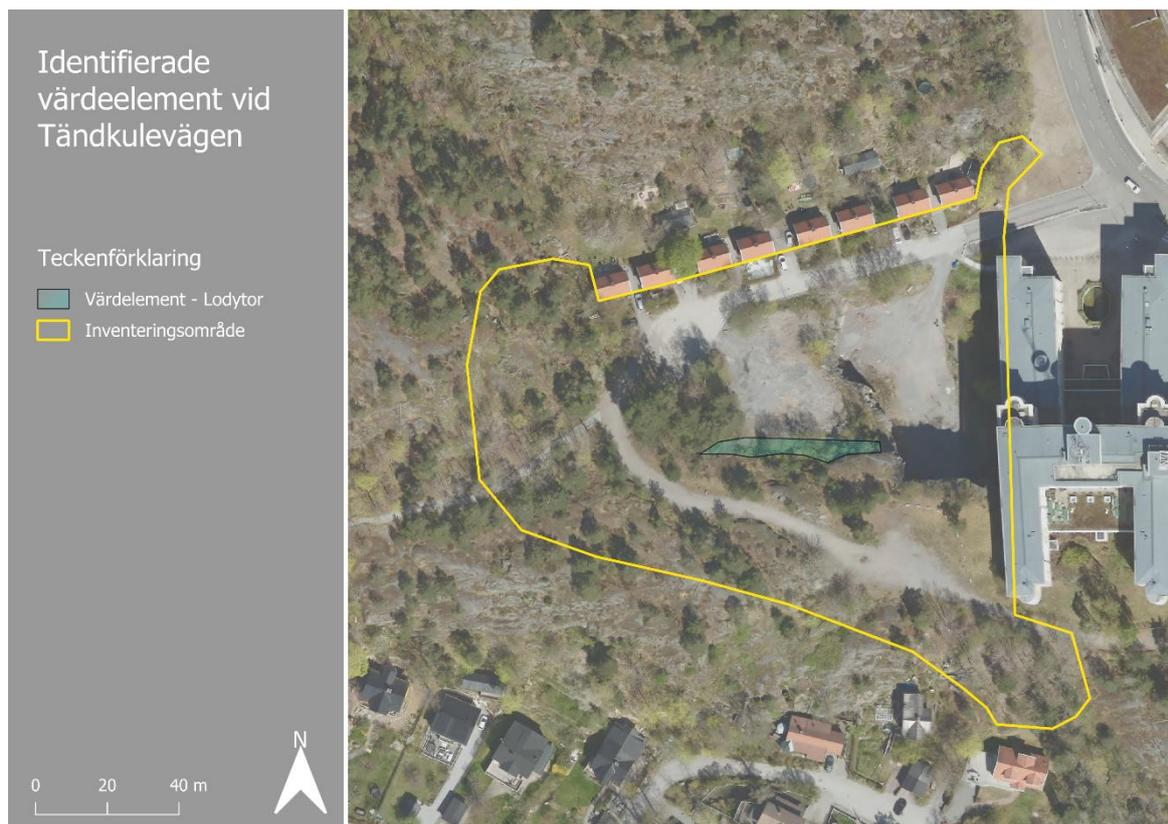 Identifierade
värdeelement vid
Tändkulevägen
Teckenförklaring
Värdelement - Lodytor
Inventeringsområde
N
0 20 40 m